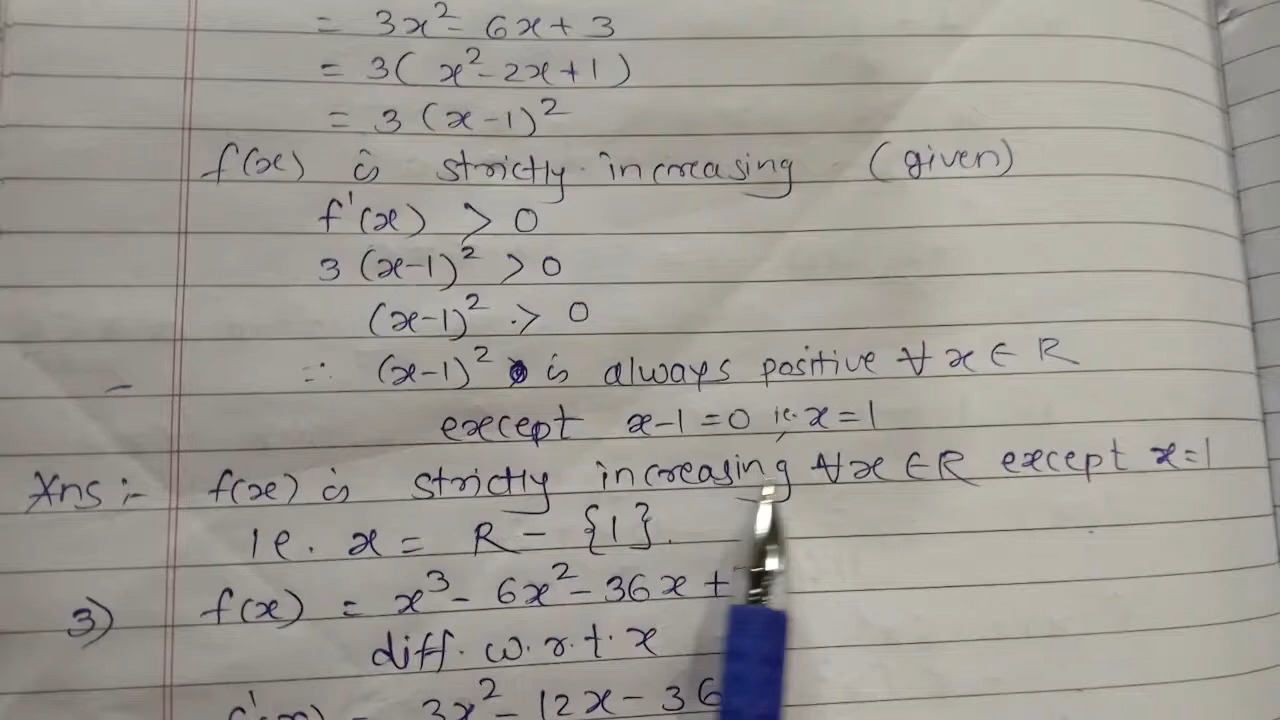 = 3x² - 6x + 3
= 3(x² - 2x + 1)
= 3(x-1)²
f(x) is strictly increasing (given)
f'(x) > 0
3(x-1)² > 0
(x-1)² > 0
∴ (x-1)² is always positive ∀ x ∈ R
except x-1=0 i.e. x=1
Ans :- f(x) is strictly increasing ∀ x ∈ R except x=1
ie. x = R - {1}.
3) f(x) = x³ - 6x² - 36x +
diff. w.r.t. x
f'(x) = 3x² - 12x - 36